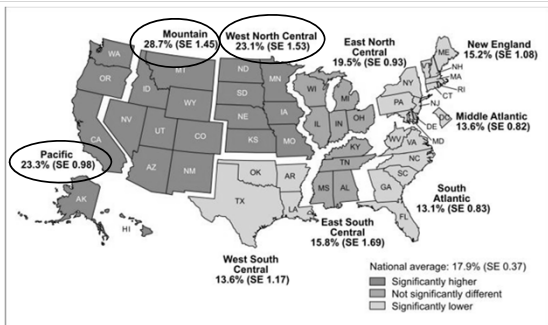 Mountain
28.7% (SE 1.45)
West North Central
23.1% (SE 1.53)
East North
Central
19.5% (SE 0.93)
New England
15.2% (SE 1.08)
Middle Atlantic
13.6% (SE 0.82)
South
Atlantic
13.1% (SE 0.83)
East South
Central
15.8% (SE 1.69)
West South
Central
13.6% (SE 1.17)
Pacific
23.3% (SE 0.98)
WA
OR
CA
AK
HI
MT
ID
WY
NV
UT
CO
AZ
NM
ND
MN
SD
IA
NE
KS
MO
WI
MI
IL
IN
OH
KY
TN
MS
AL
OK
AR
TX
LA
ME
VT
NH
MA
RI
CT
NY
NJ
PA
DE
MD
DC
WV
VA
NC
SC
GA
FL
National average: 17.9% (SE 0.37)
Significantly higher
Not significantly different
Significantly lower